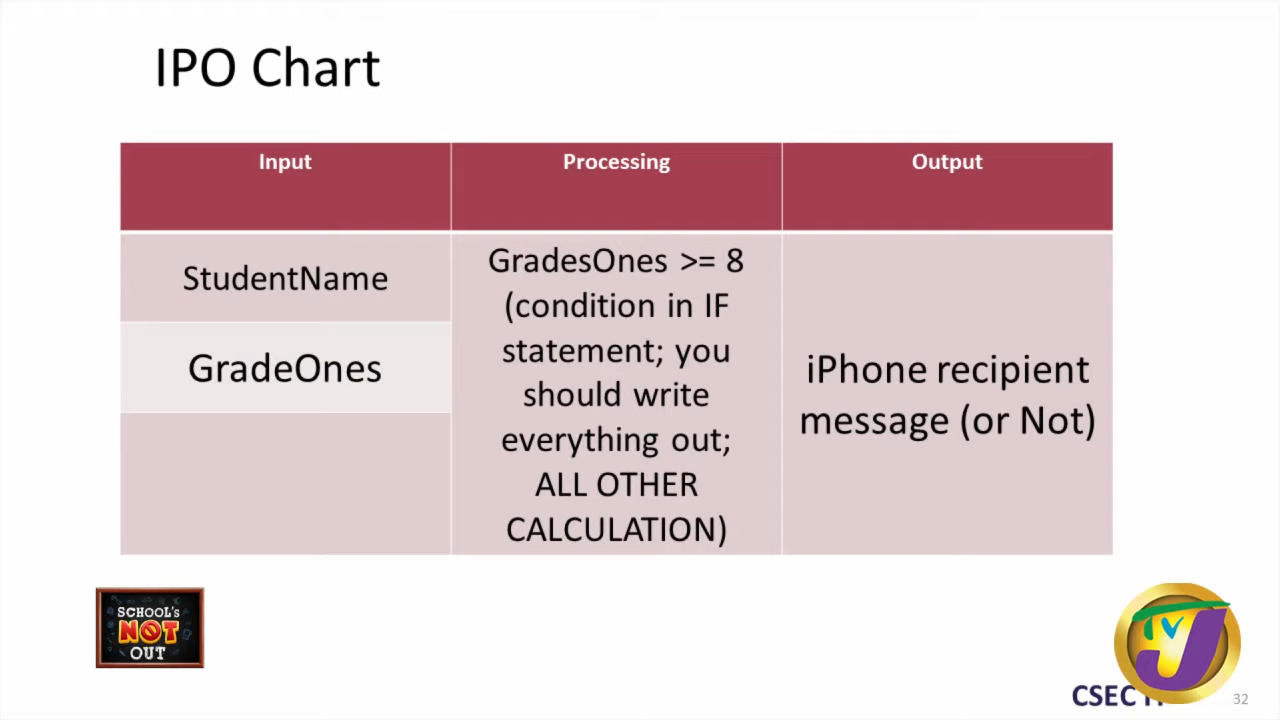 IPO Chart
Input
Processing
Output
StudentName
GradeOnes
GradesOnes >= 8
(condition in IF
statement; you
should write
everything out;
ALL OTHER
CALCULATION)
iPhone recipient
message (or Not)
SCHOOL'S
NOT
OUT
TVJ
CSEC
32